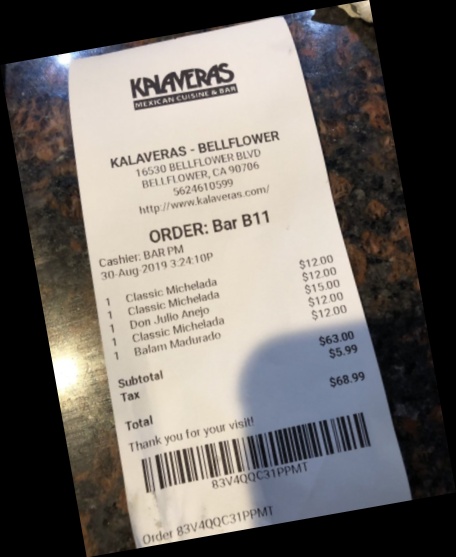 KALAVERAS
MEXICAN CUISINE & BAR
KALAVERAS - BELLFLOWER
16530 BELLFLOWER BLVD
BELLFLOWER, CA 90706
5624610599
http://www.kalaveras.com/
ORDER: Bar B11
Cashier: BAR PM
30-Aug-2019 3:24:10P
1 Classic Michelada $12.00
1 Classic Michelada $12.00
1 Don Julio Anejo $15.00
1 Classic Michelada $12.00
1 Balam Madurado $12.00
Subtotal $63.00
Tax $5.99
Total $68.99
Thank you for your visit!
83V4QQC31PPMT
Order 83V4QQC31PPMT